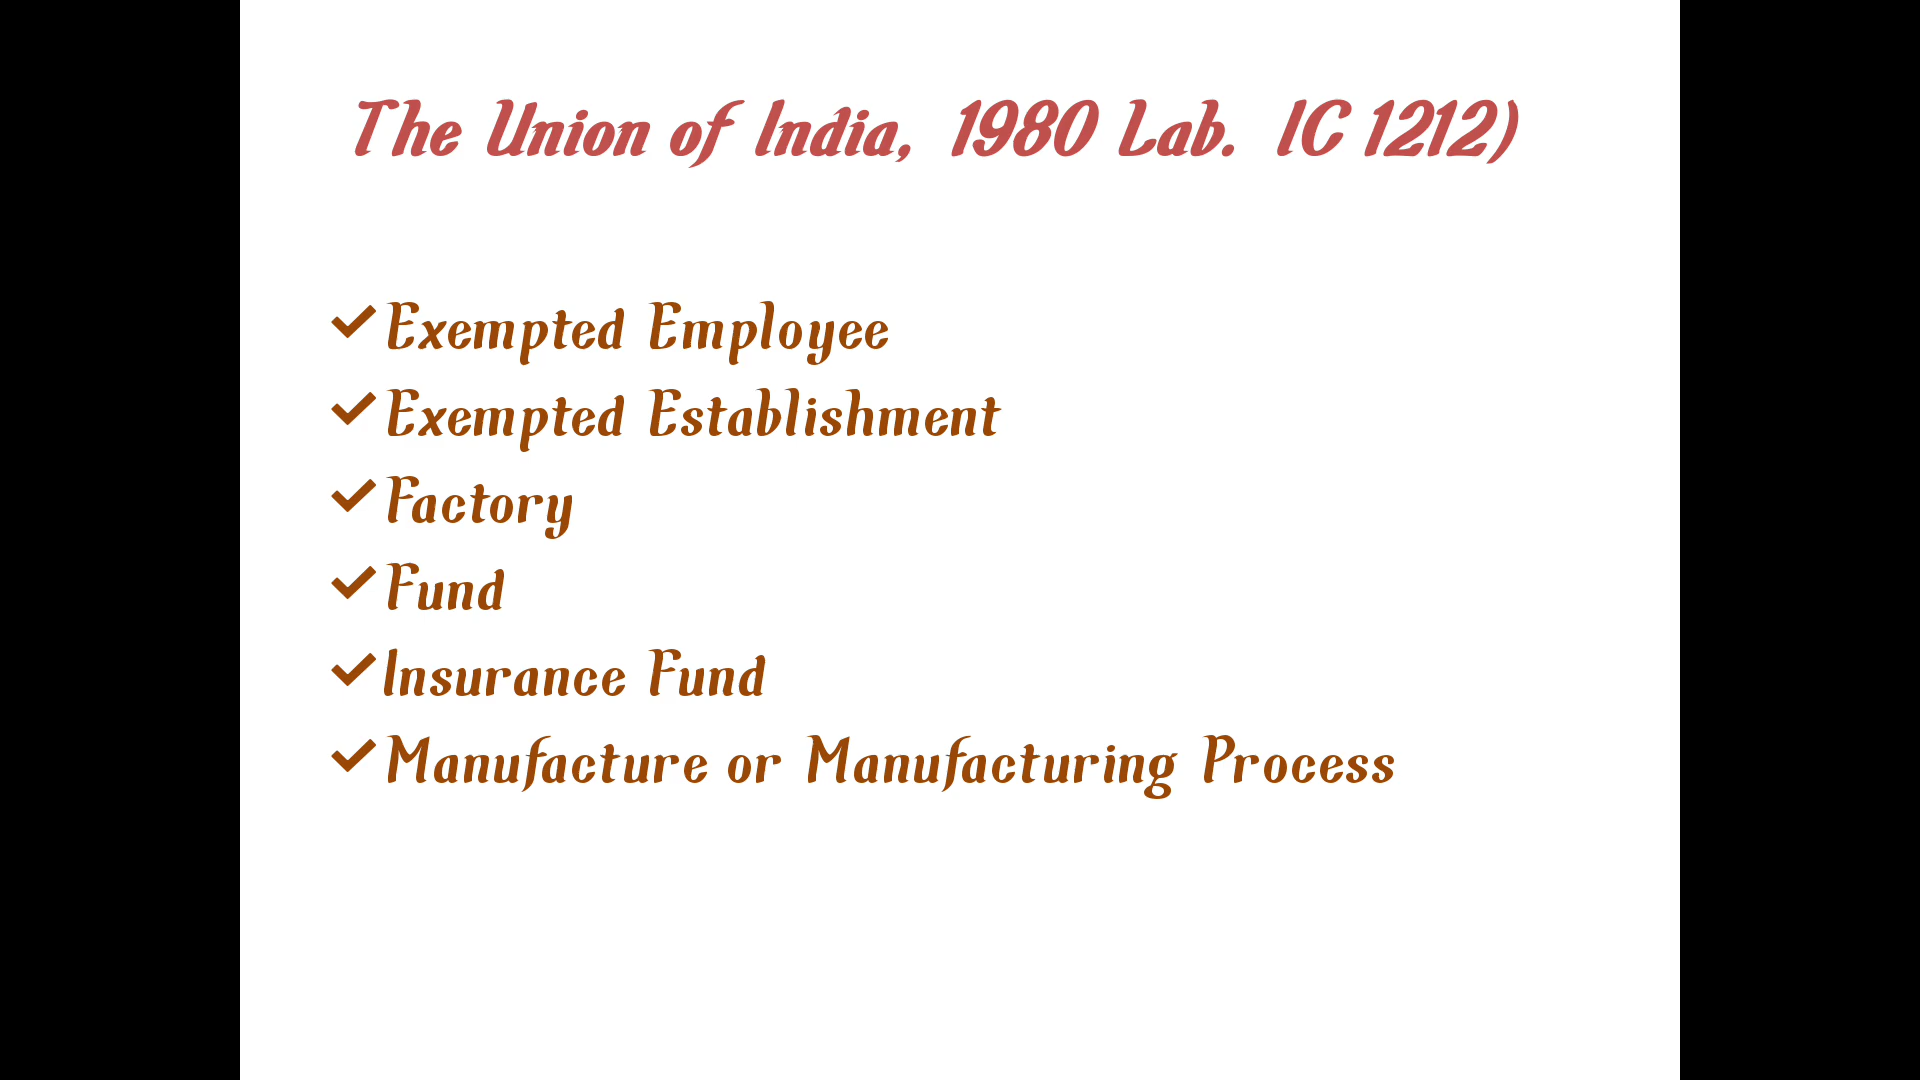 The Union of India, 1980 Lab. IC 1212)
Exempted Employee
Exempted Establishment
Factory
Fund
Insurance Fund
Manufacture or Manufacturing Process